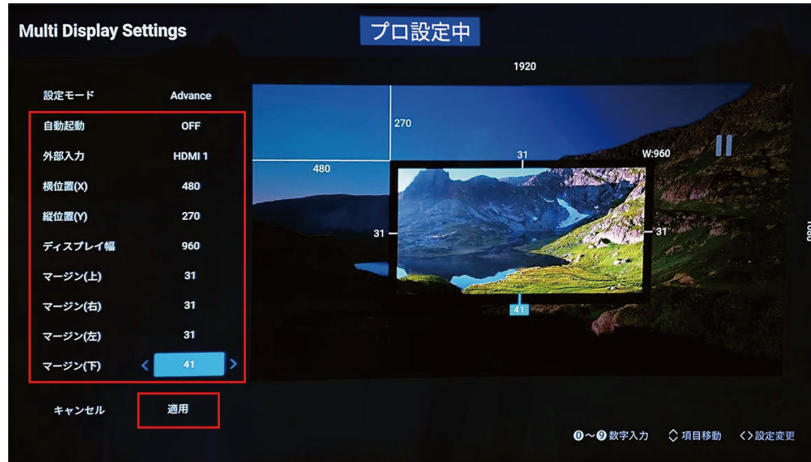 Multi Display Settings
プロ設定中
1920
設定モード Advance
自動起動 OFF
外部入力 HDMI 1
横位置(X) 480
縦位置(Y) 270
ディスプレイ幅 960
マージン(上) 31
マージン(右) 31
マージン(左) 31
マージン(下) < 41 >
キャンセル 適用
270
480
31
W:960
31
31
41
1080
0～9数字入力 項目移動 <>設定変更